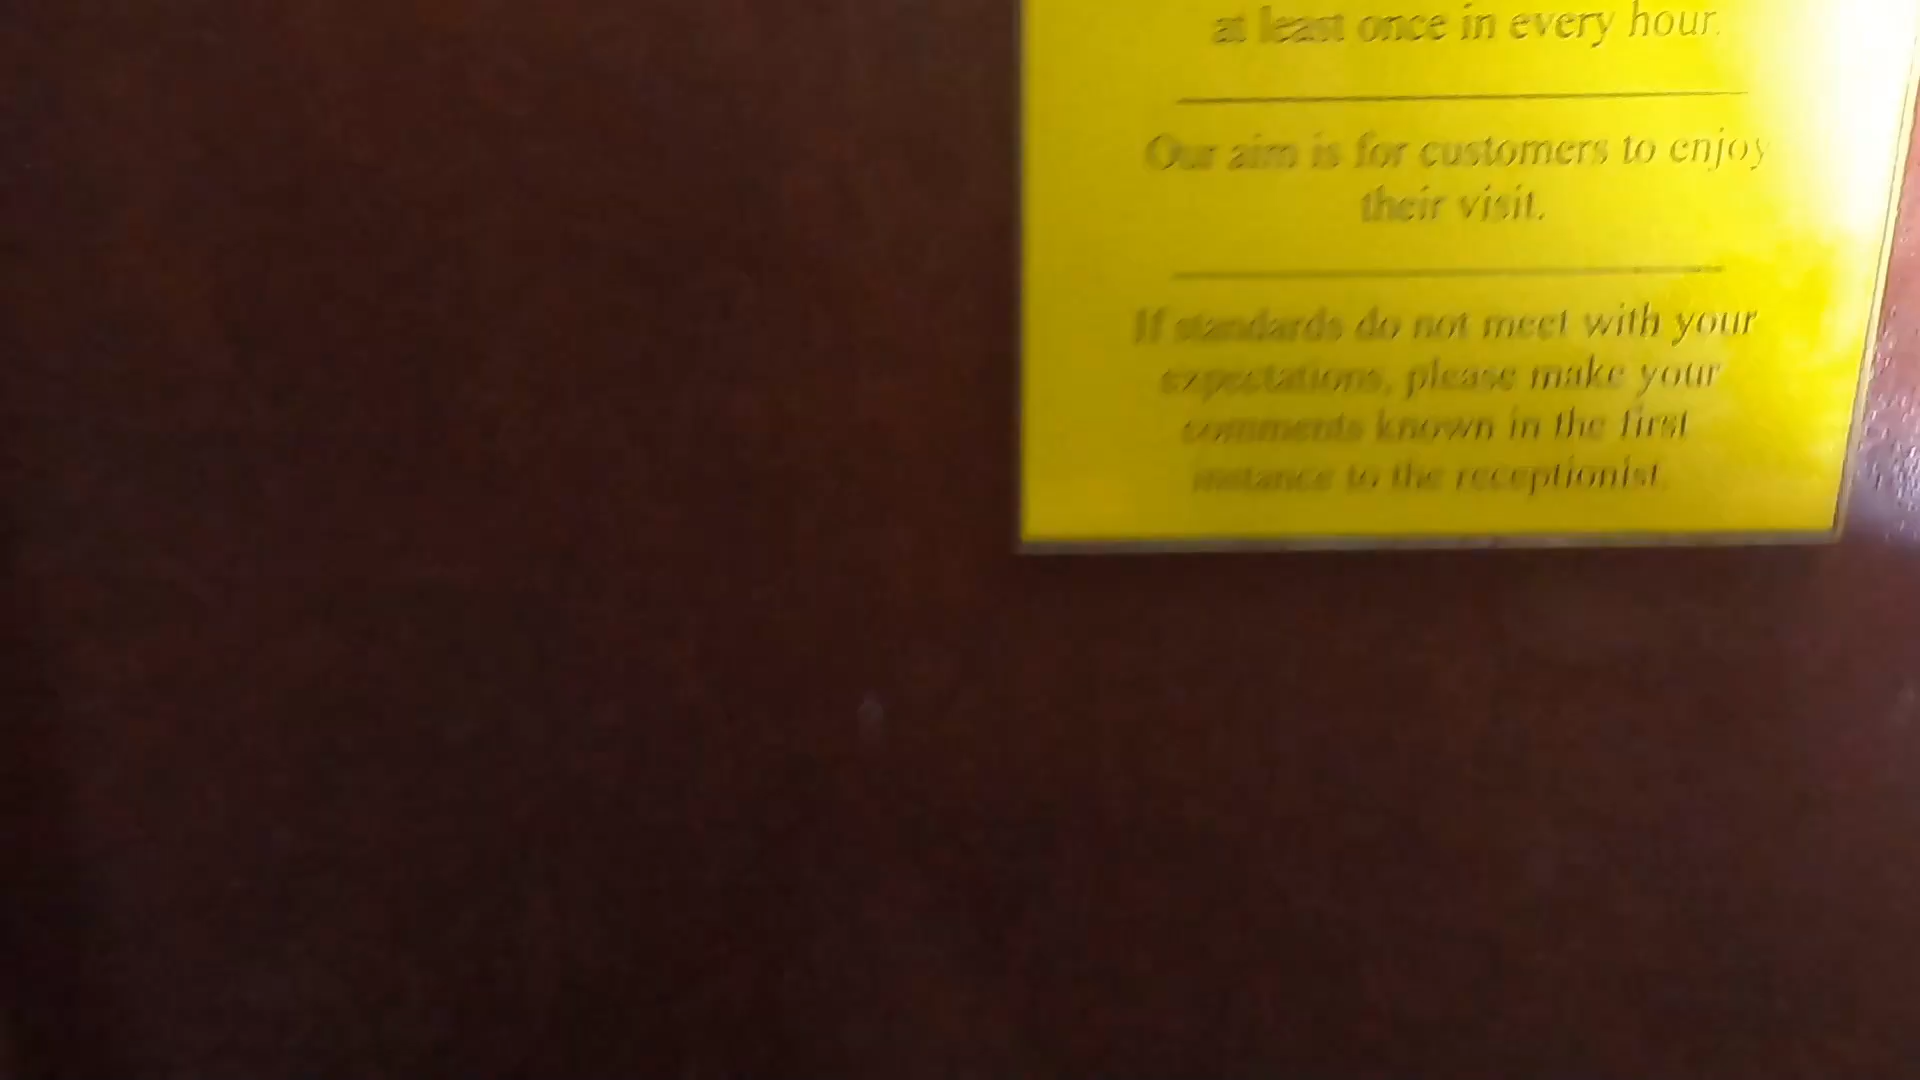 at least once in every hour.
Our aim is for customers to enjoy
their visit.
If standards do not meet with your
expectations, please make your
comments known in the first
instance to the receptionist.